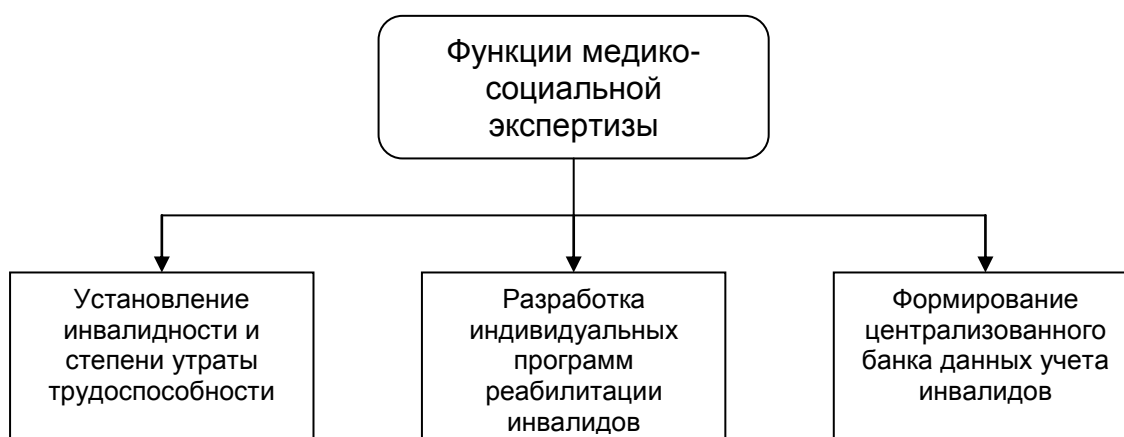 Функции медико-
социальной
экспертизы
Установление
инвалидности и
степени утраты
трудоспособности
Разработка
индивидуальных
программ
реабилитации
инвалидов
Формирование
централизованного
банка данных учета
инвалидов